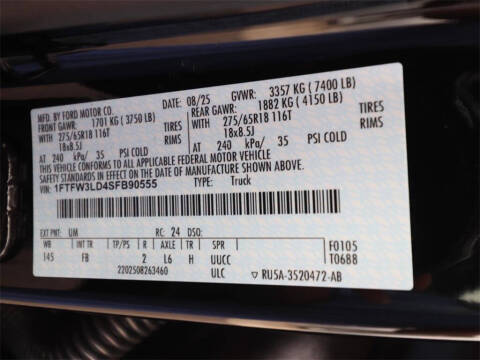 MFD. BY FORD MOTOR CO. DATE: 08/25 GVWR: 3357 KG ( 7400 LB)
FRONT GAWR: 1701 KG ( 3750 LB) REAR GAWR: 1882 KG ( 4150 LB)
WITH WITH
275/65R18 116T TIRES 275/65R18 116T TIRES
18x8.5J RIMS 18x8.5J RIMS
AT 240 kPa/ 35 PSI COLD AT 240 kPa/ 35 PSI COLD
THIS VEHICLE CONFORMS TO ALL APPLICABLE FEDERAL MOTOR VEHICLE
SAFETY STANDARDS IN EFFECT ON THE DATE OF MANUFACTURE SHOWN ABOVE.
1FTFW3LD4SFB90555 TYPE: Truck
EXT PNT: UM RC: 24 DSO: F0105
WB INT TR TP/PS R AXLE TR SPR T0688
145 FB 2 L6 H UUCC
2202508263460 ULC ▽ RU5A-3520472-AB